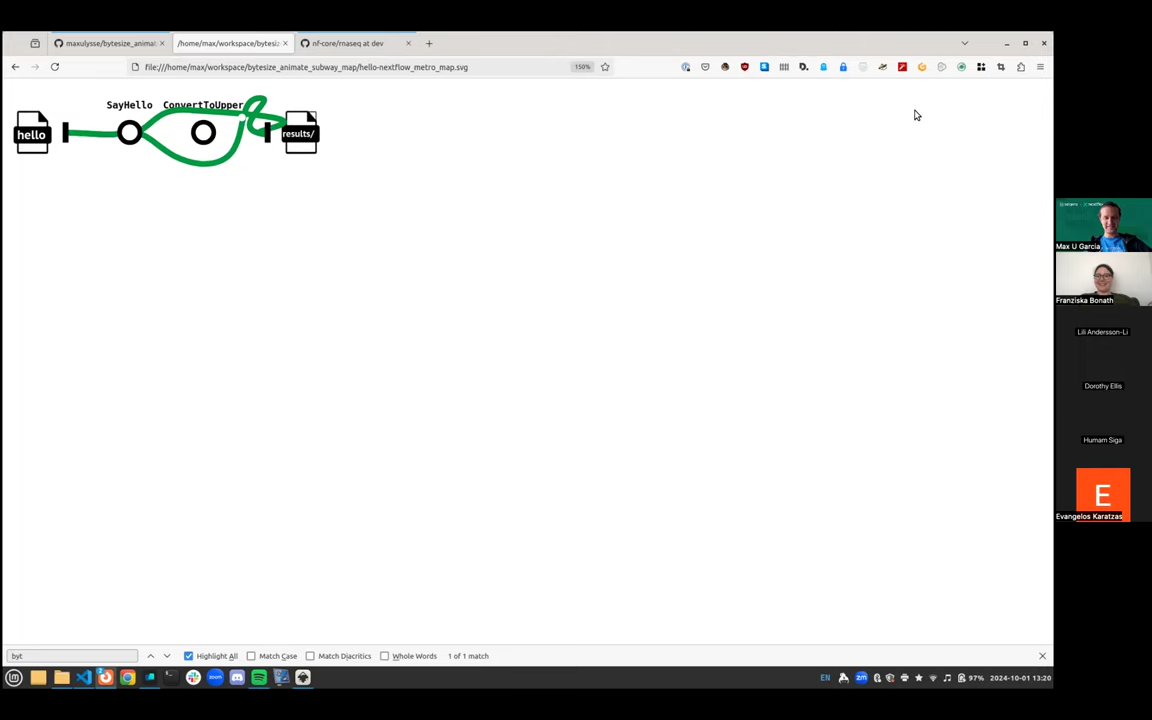 maxulysse/bytesize_animat
/home/max/workspace/bytesiz
nf-core/rnaseq at dev
file:///home/max/workspace/bytesize_animate_subway_map/hello-nextflow_metro_map.svg
150%
SayHello ConvertToUpper
hello
results/
Max U Garcia
Franziska Bonath
Lili Andersson-Li
Dorothy Ellis
Humam Siga
E
Evangelos Karatzas
byt
Highlight All
Match Case
Match Diacritics
Whole Words
1 of 1 match
zoom
EN
zm
97%
2024-10-01 13:20